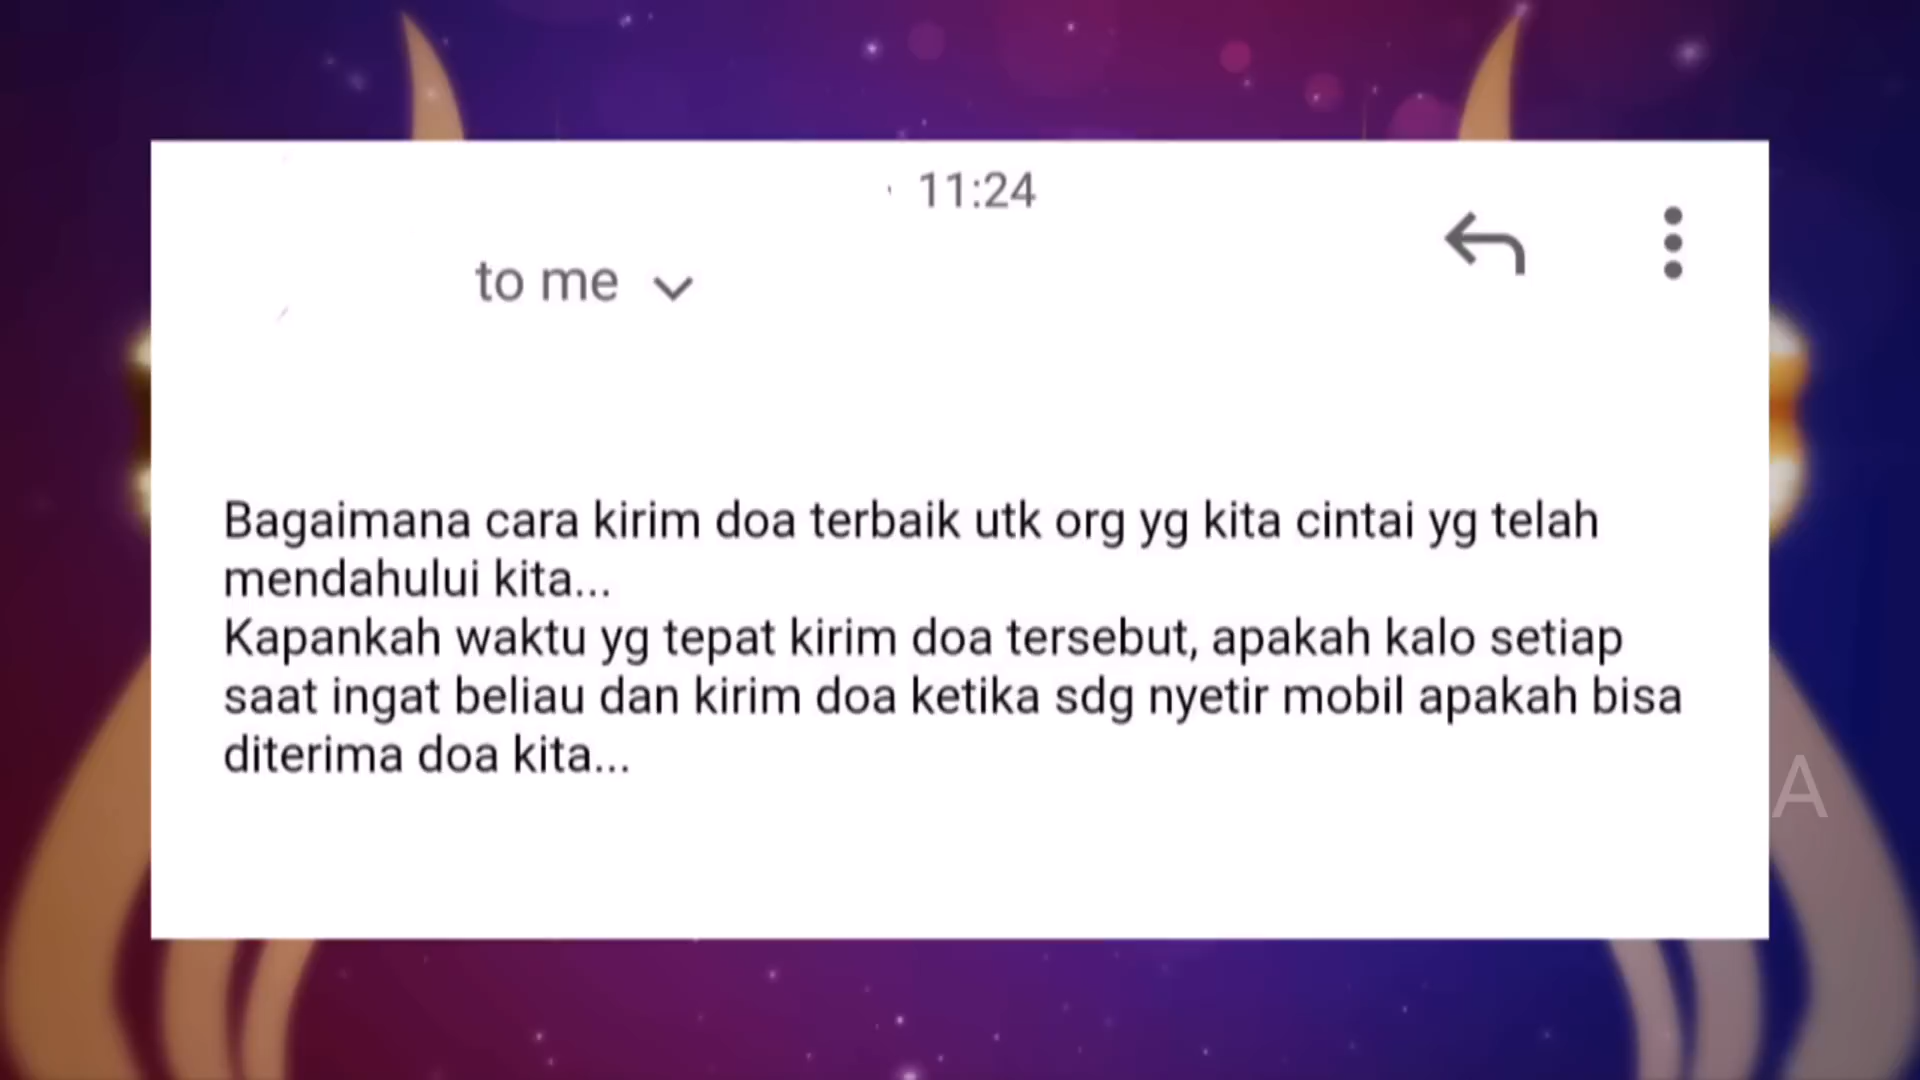 11:24
to me
Bagaimana cara kirim doa terbaik utk org yg kita cintai yg telah
mendahului kita...
Kapankah waktu yg tepat kirim doa tersebut, apakah kalo setiap
saat ingat beliau dan kirim doa ketika sdg nyetir mobil apakah bisa
diterima doa kita...
A